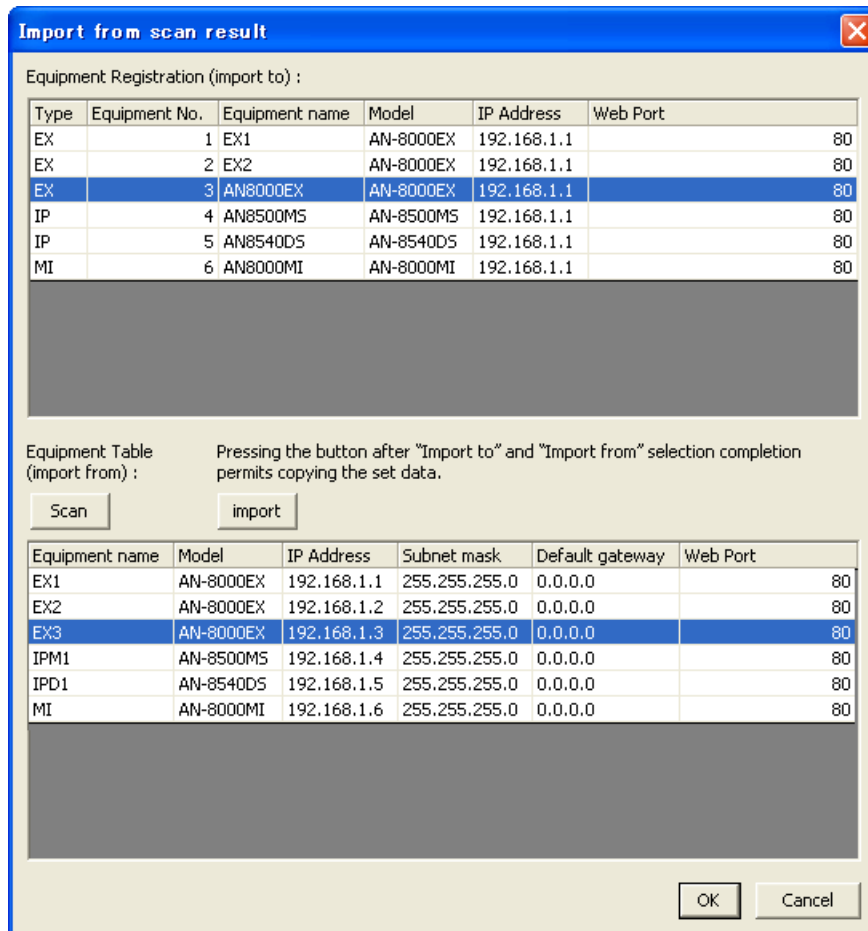 Import from scan result
Equipment Registration (import to) :
Type Equipment No. Equipment name Model IP Address Web Port
EX 1 EX1 AN-8000EX 192.168.1.1 80
EX 2 EX2 AN-8000EX 192.168.1.1 80
EX 3 AN8000EX AN-8000EX 192.168.1.1 80
IP 4 AN8500MS AN-8500MS 192.168.1.1 80
IP 5 AN8540DS AN-8540DS 192.168.1.1 80
MI 6 AN8000MI AN-8000MI 192.168.1.1 80
Equipment Table
(import from) :
Pressing the button after "Import to" and "Import from" selection completion
permits copying the set data.
Scan import
Equipment name Model IP Address Subnet mask Default gateway Web Port
EX1 AN-8000EX 192.168.1.1 255.255.255.0 0.0.0.0 80
EX2 AN-8000EX 192.168.1.2 255.255.255.0 0.0.0.0 80
EX3 AN-8000EX 192.168.1.3 255.255.255.0 0.0.0.0 80
IPM1 AN-8500MS 192.168.1.4 255.255.255.0 0.0.0.0 80
IPD1 AN-8540DS 192.168.1.5 255.255.255.0 0.0.0.0 80
MI AN-8000MI 192.168.1.6 255.255.255.0 0.0.0.0 80
OK Cancel